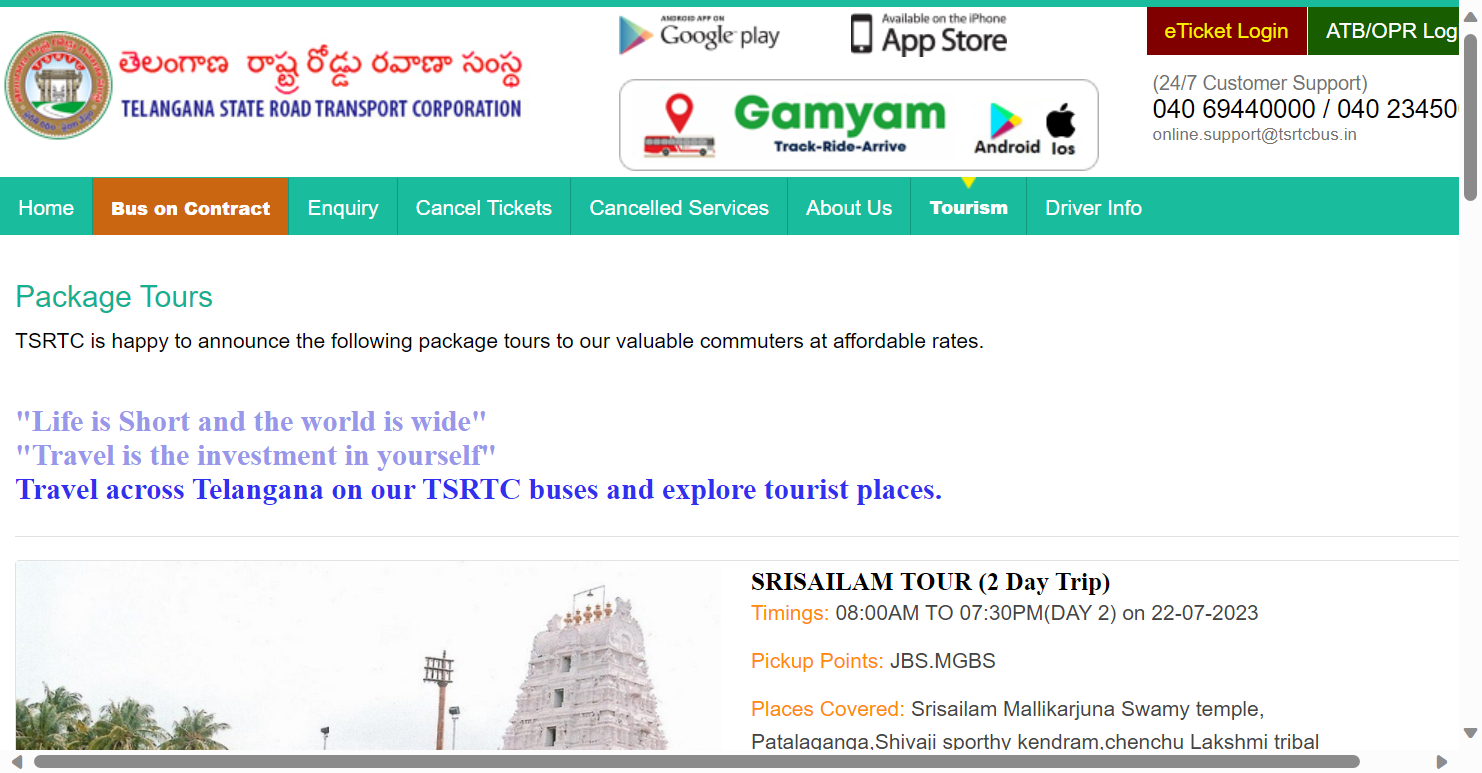 తెలంగాణ రాష్ట్ర రోడ్డు రవాణా సంస్థ
TELANGANA STATE ROAD TRANSPORT CORPORATION
ANDROID APP ON
Google play
Available on the iPhone
App Store
Gamyam
Track-Ride-Arrive
Android Ios
eTicket Login ATB/OPR Log
(24/7 Customer Support)
040 69440000 / 040 23450
online.support@tsrtcbus.in
Home Bus on Contract Enquiry Cancel Tickets Cancelled Services About Us Tourism Driver Info
Package Tours
TSRTC is happy to announce the following package tours to our valuable commuters at affordable rates.
"Life is Short and the world is wide"
"Travel is the investment in yourself"
Travel across Telangana on our TSRTC buses and explore tourist places.
SRISAILAM TOUR (2 Day Trip)
Timings: 08:00AM TO 07:30PM(DAY 2) on 22-07-2023
Pickup Points: JBS.MGBS
Places Covered: Srisailam Mallikarjuna Swamy temple,
Patalaganga,Shivaji sporthy kendram,chenchu Lakshmi tribal